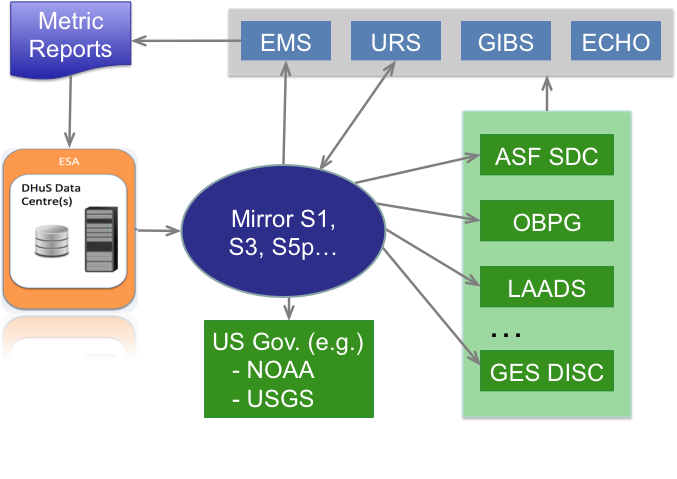 Metric
Reports
EMS
URS
GIBS
ECHO
ESA
DHuS Data
Centre(s)
Mirror S1,
S3, S5p...
ASF SDC
OBPG
LAADS
...
GES DISC
US Gov. (e.g.)
- NOAA
- USGS